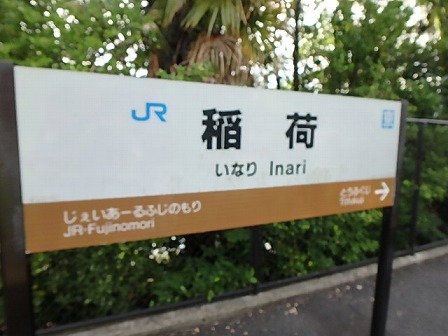 JR
稲荷
いなり Inari
じぇいあーるふじのもり
JR-Fujinomori
とうふくじ
Tōfukuji